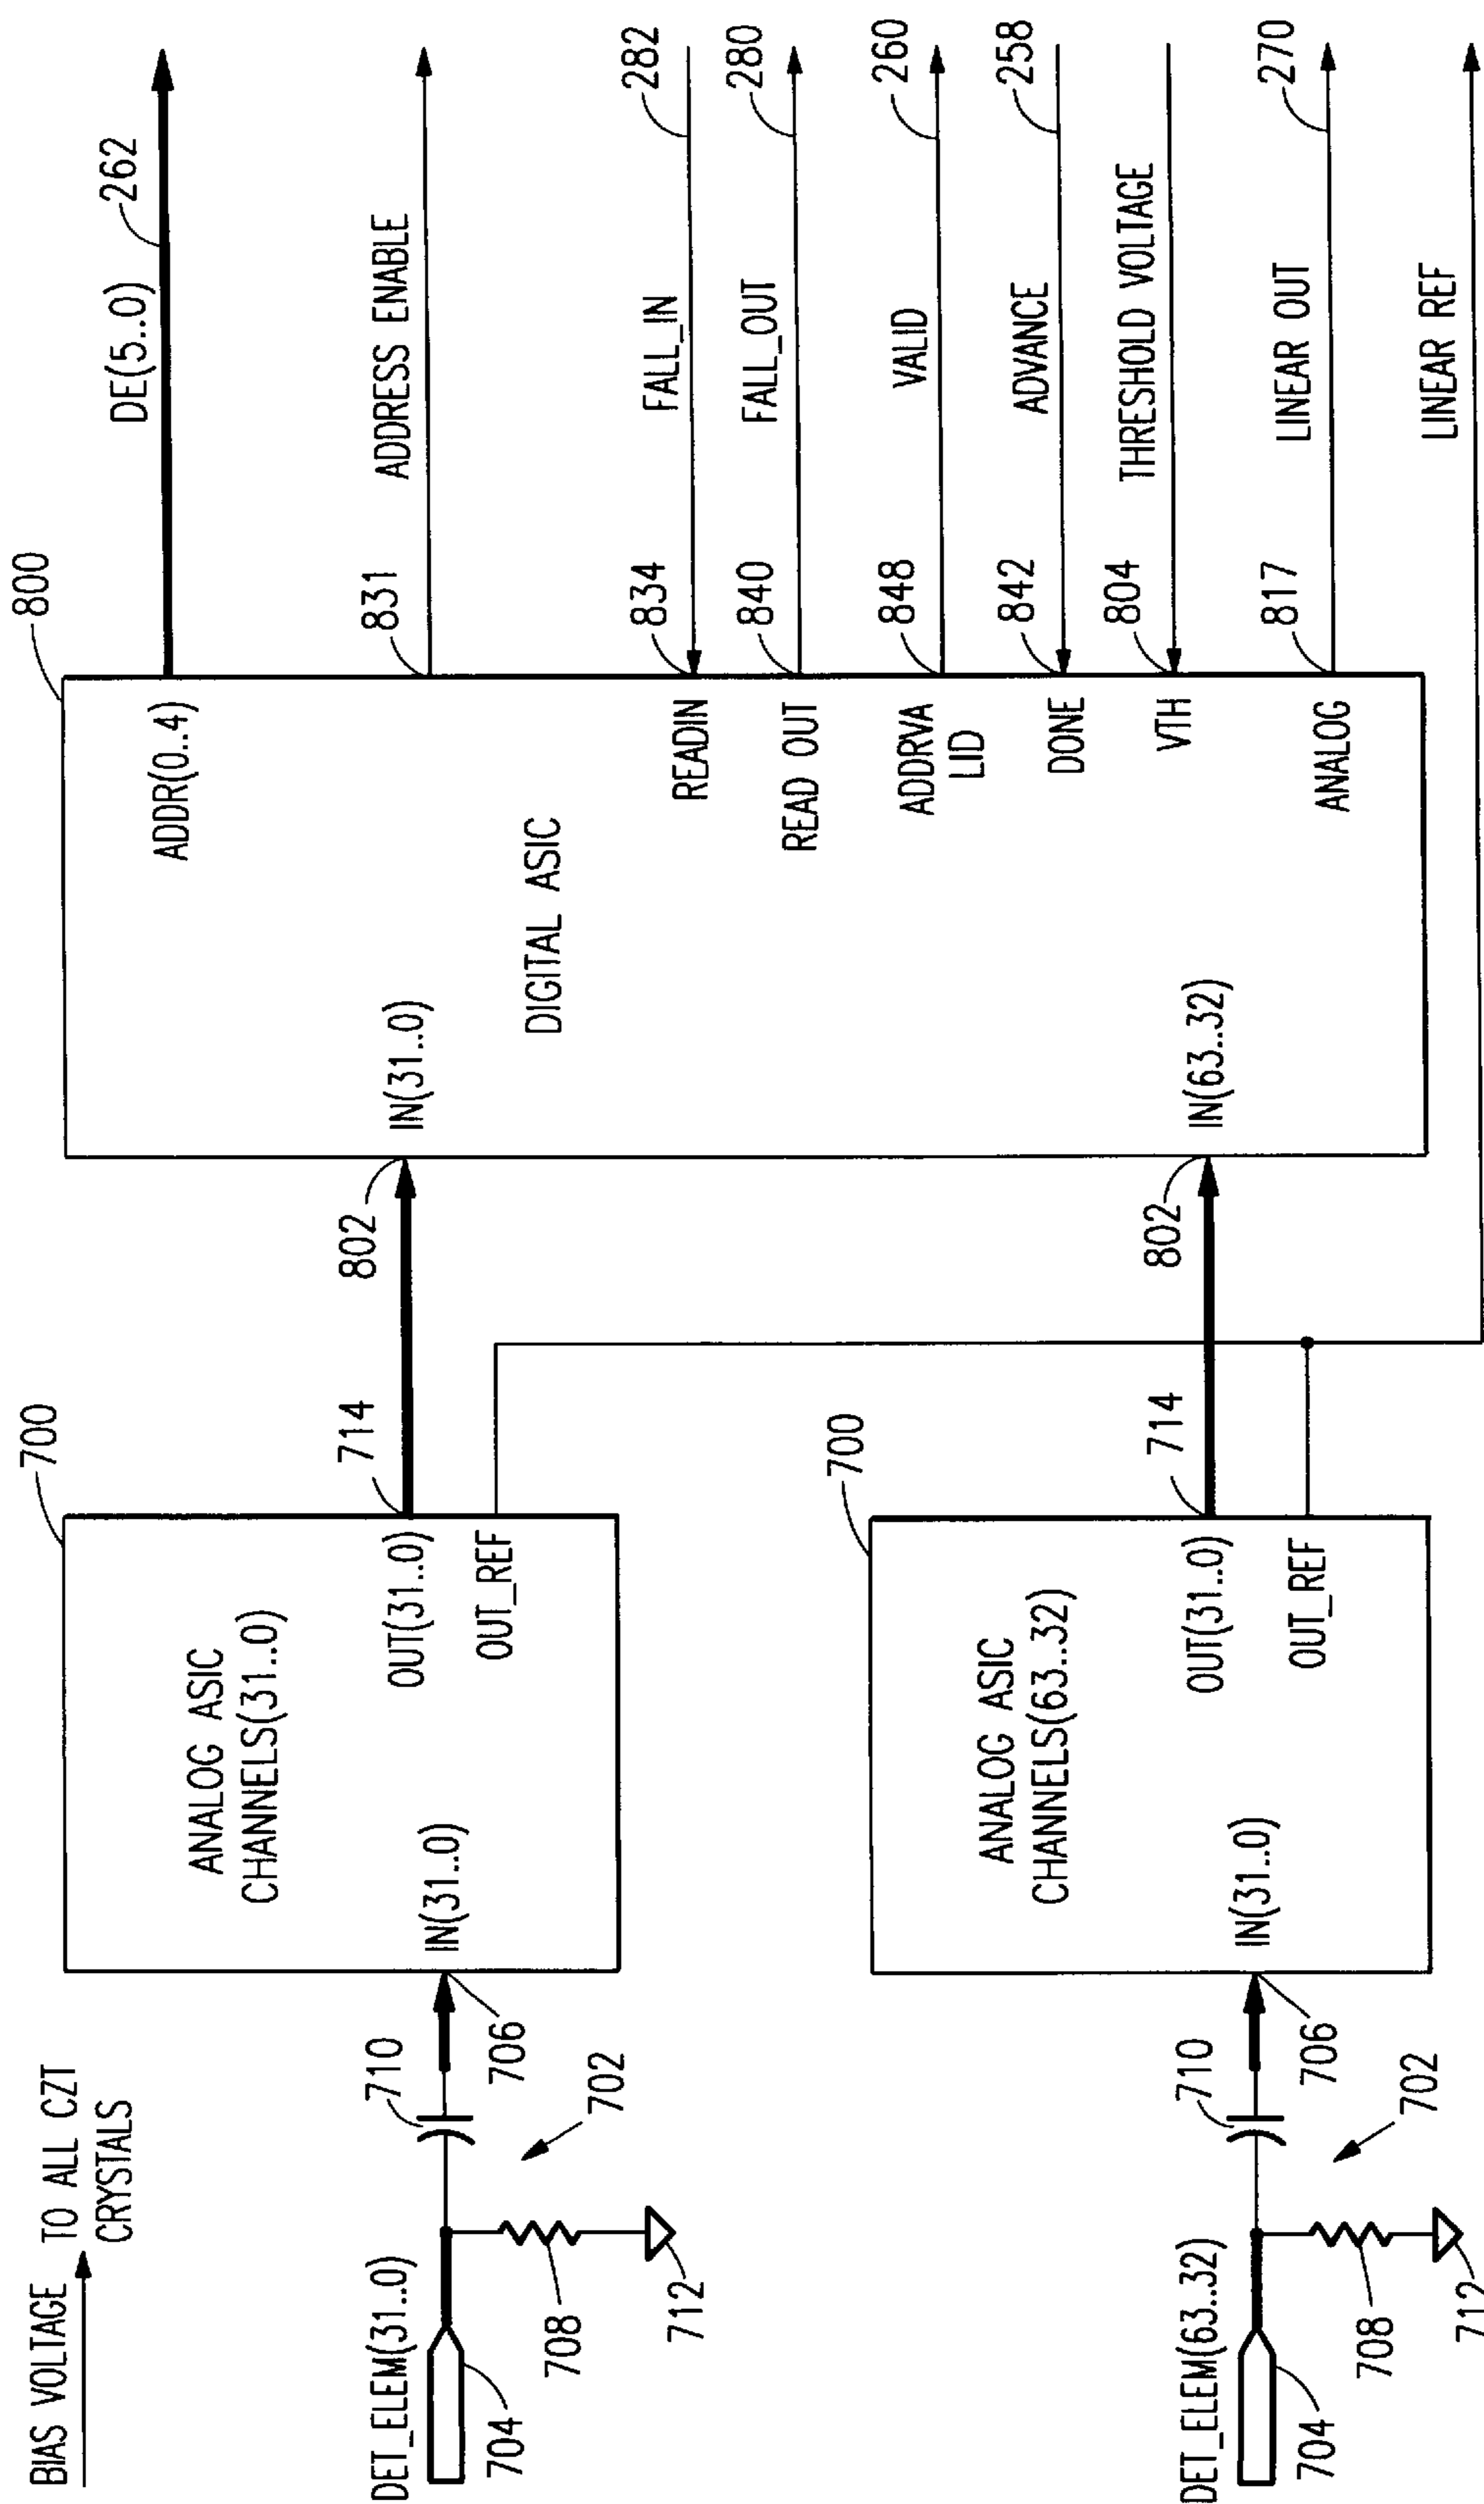 BIAS VOLTAGE
TO ALL CZT
CRYSTALS
DET_ELEM(31..0)
704
708
712
710
702
706
700
ANALOG ASIC
CHANNELS(31..0)
IN(31..0)
OUT(31..0)
OUT_REF
714
802
DET_ELEM(63..32)
704
708
712
710
702
706
700
ANALOG ASIC
CHANNELS(63..32)
IN(31..0)
OUT(31..0)
OUT_REF
714
802
800
DIGITAL ASIC
IN(31..0)
IN(63..32)
ADDR(0..4)
READIN
READ OUT
ADDRVA
LID
DONE
VTH
ANALOG
DE(5..0)
262
831
ADDRESS ENABLE
834
FALL_IN
282
840
FALL_OUT
280
848
VALID
260
842
ADVANCE
258
804
THRESHOLD VOLTAGE
817
LINEAR OUT
270
LINEAR REF